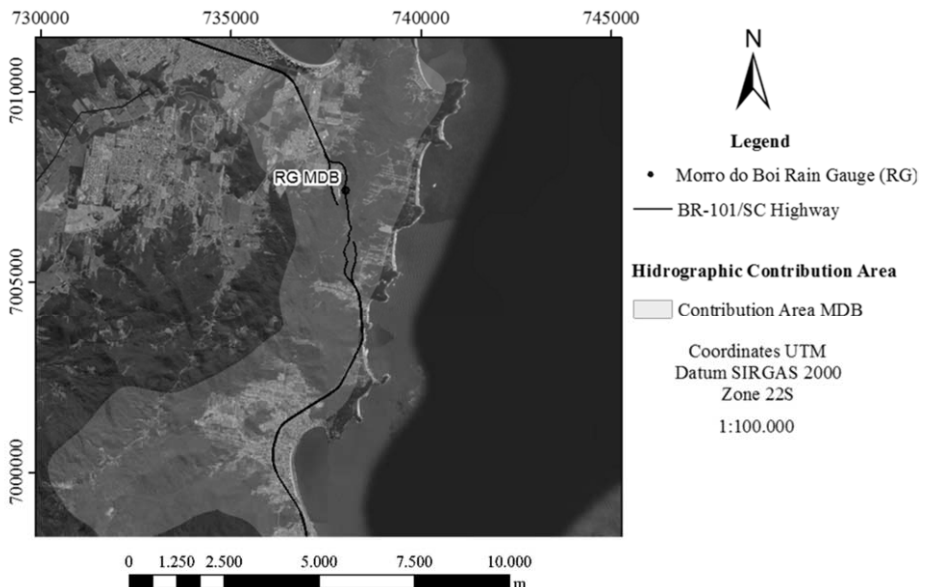 730000 735000 740000 745000
7010000
7005000
7000000
RG MDB
N
Legend
Morro do Boi Rain Gauge (RG)
BR-101/SC Highway
Hidrographic Contribution Area
Contribution Area MDB
Coordinates UTM
Datum SIRGAS 2000
Zone 22S
1:100.000
0 1.250 2.500 5.000 7.500 10.000
m